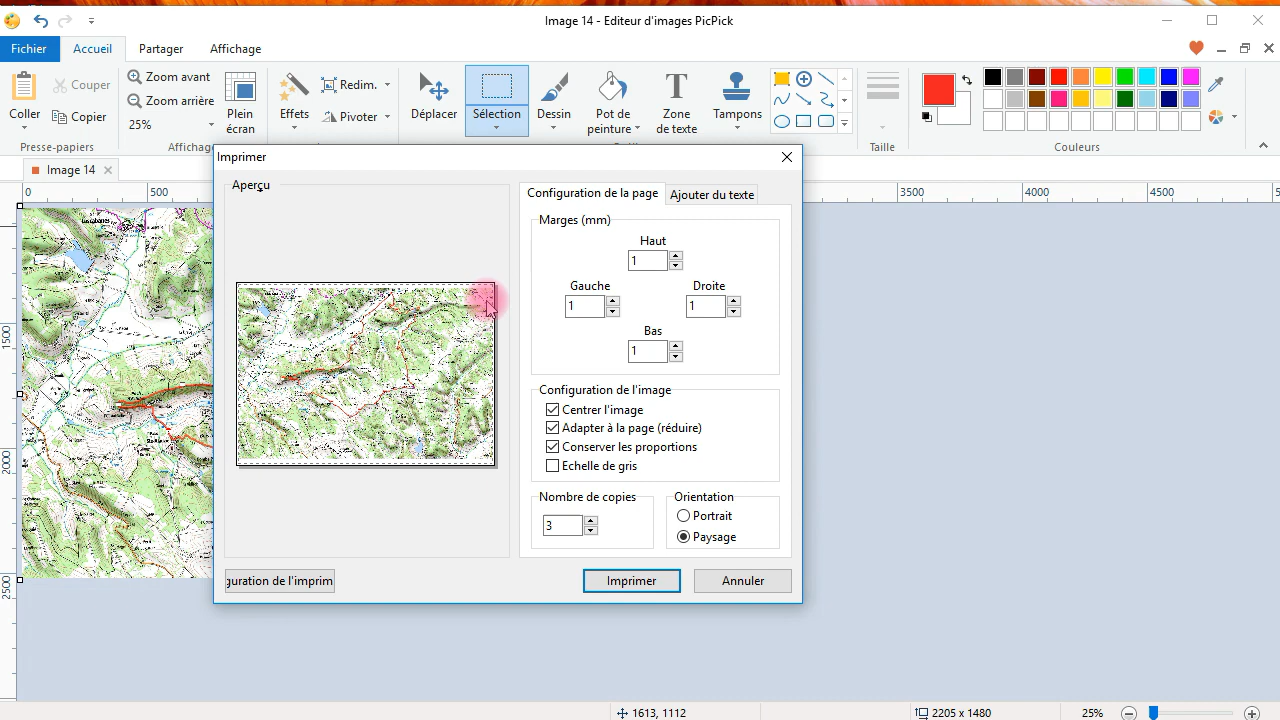 Image 14 - Editeur d'images PicPick
Fichier Accueil Partager Affichage
Coller
Couper
Copier
Presse-papiers
Zoom avant
Zoom arrière
25%
Plein
écran
Affichag
Effets
Redim.
Pivoter
Déplacer
Sélection
Dessin
Pot de
peinture
Zone
de texte
Tampons
Taille
Couleurs
Image 14
0 500 3500 4000 4500
1500
2000
2500
Imprimer
Aperçu
Configuration de la page
Ajouter du texte
Marges (mm)
Haut
1
Gauche
1
Droite
1
Bas
1
Configuration de l'image
Centrer l'image
Adapter à la page (réduire)
Conserver les proportions
Echelle de gris
Nombre de copies
3
Orientation
Portrait
Paysage
guration de l'imprim
Imprimer
Annuler
1613, 1112
2205 x 1480
25%